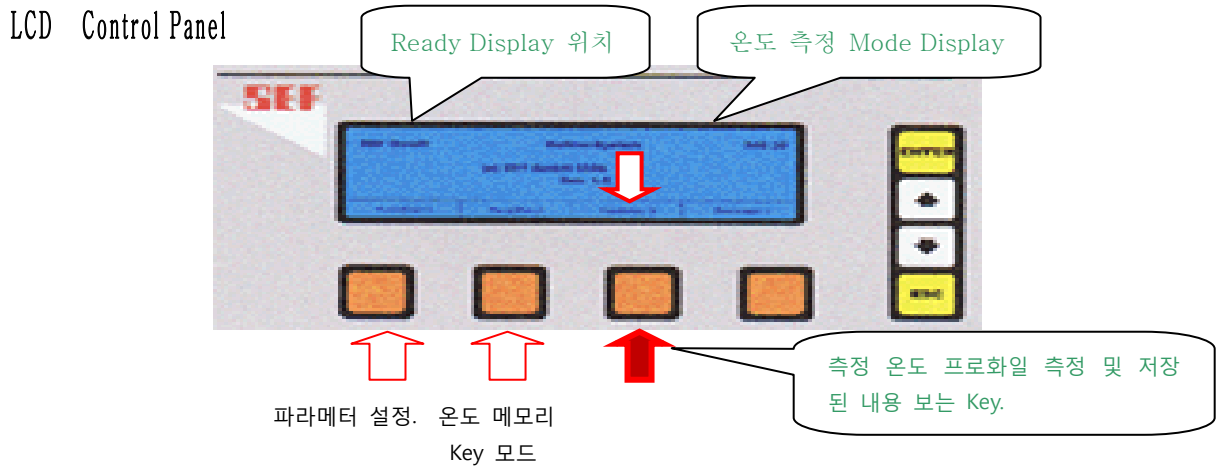 LCD Control Panel
Ready Display 위치
온도 측정 Mode Display
SEF
ENTER
측정 온도 프로화일 측정 및 저장
된 내용 보는 Key.
파라메터 설정. 온도 메모리
Key 모드